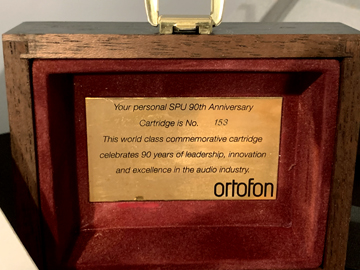 Your personal SPU 90th Anniversary
Cartridge is No. 153
This world class commemorative cartridge
celebrates 90 years of leadership, innovation
and excellence in the audio industry.
ortofon